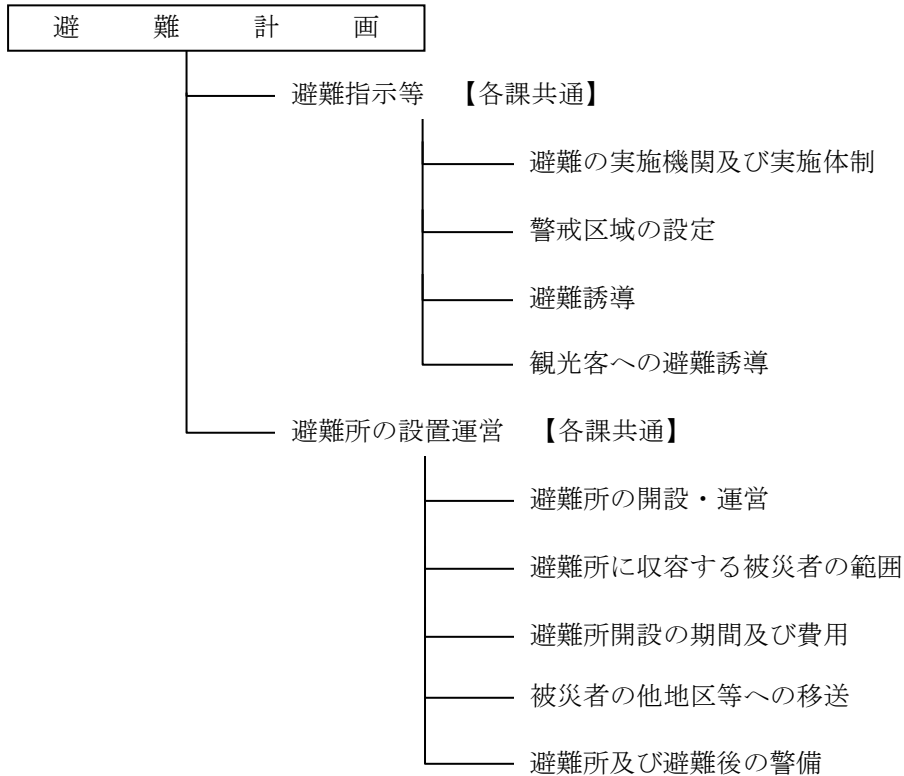 避難計画
避難指示等 【各課共通】
避難の実施機関及び実施体制
警戒区域の設定
避難誘導
観光客への避難誘導
避難所の設置運営 【各課共通】
避難所の開設・運営
避難所に収容する被災者の範囲
避難所開設の期間及び費用
被災者の他地区等への移送
避難所及び避難後の警備